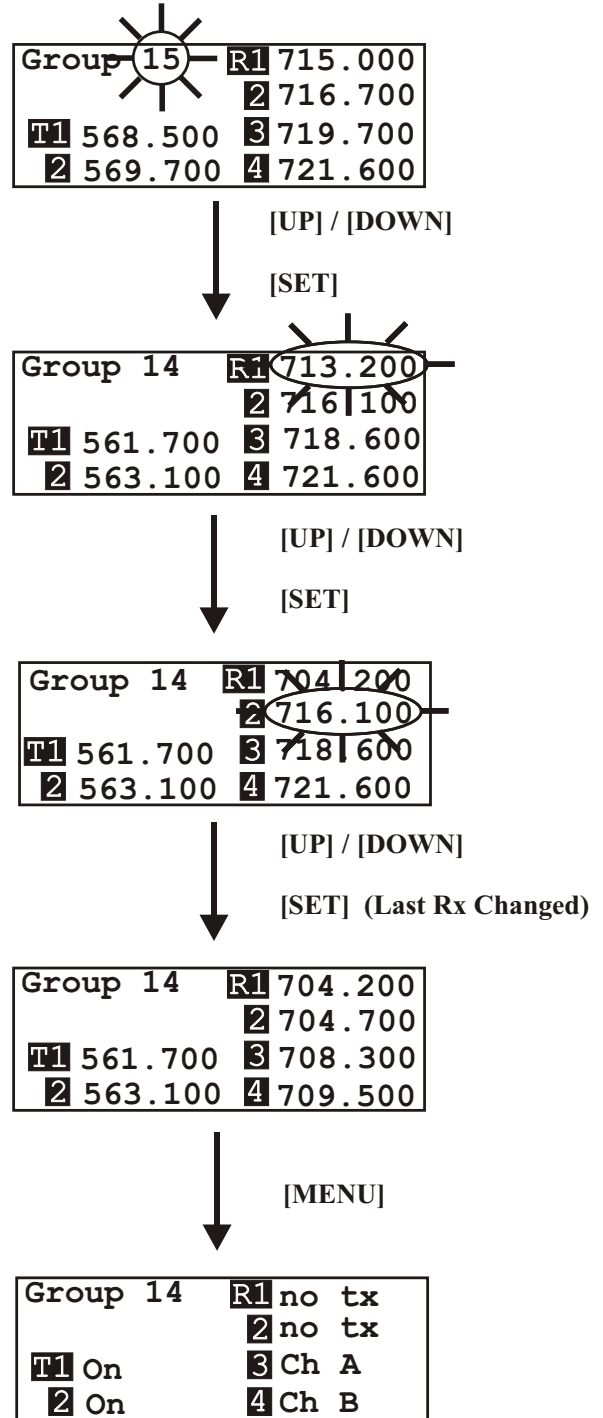 Group 15 R1 715.000
2 716.700
T1 568.500 3 719.700
2 569.700 4 721.600
[UP] / [DOWN]
[SET]
Group 14 R1 713.200
2 716.100
T1 561.700 3 718.600
2 563.100 4 721.600
[UP] / [DOWN]
[SET]
Group 14 R1 704.200
2 716.100
T1 561.700 3 718.600
2 563.100 4 721.600
[UP] / [DOWN]
[SET] (Last Rx Changed)
Group 14 R1 704.200
2 704.700
T1 561.700 3 708.300
2 563.100 4 709.500
[MENU]
Group 14 R1 no tx
2 no tx
T1 On 3 Ch A
2 On 4 Ch B